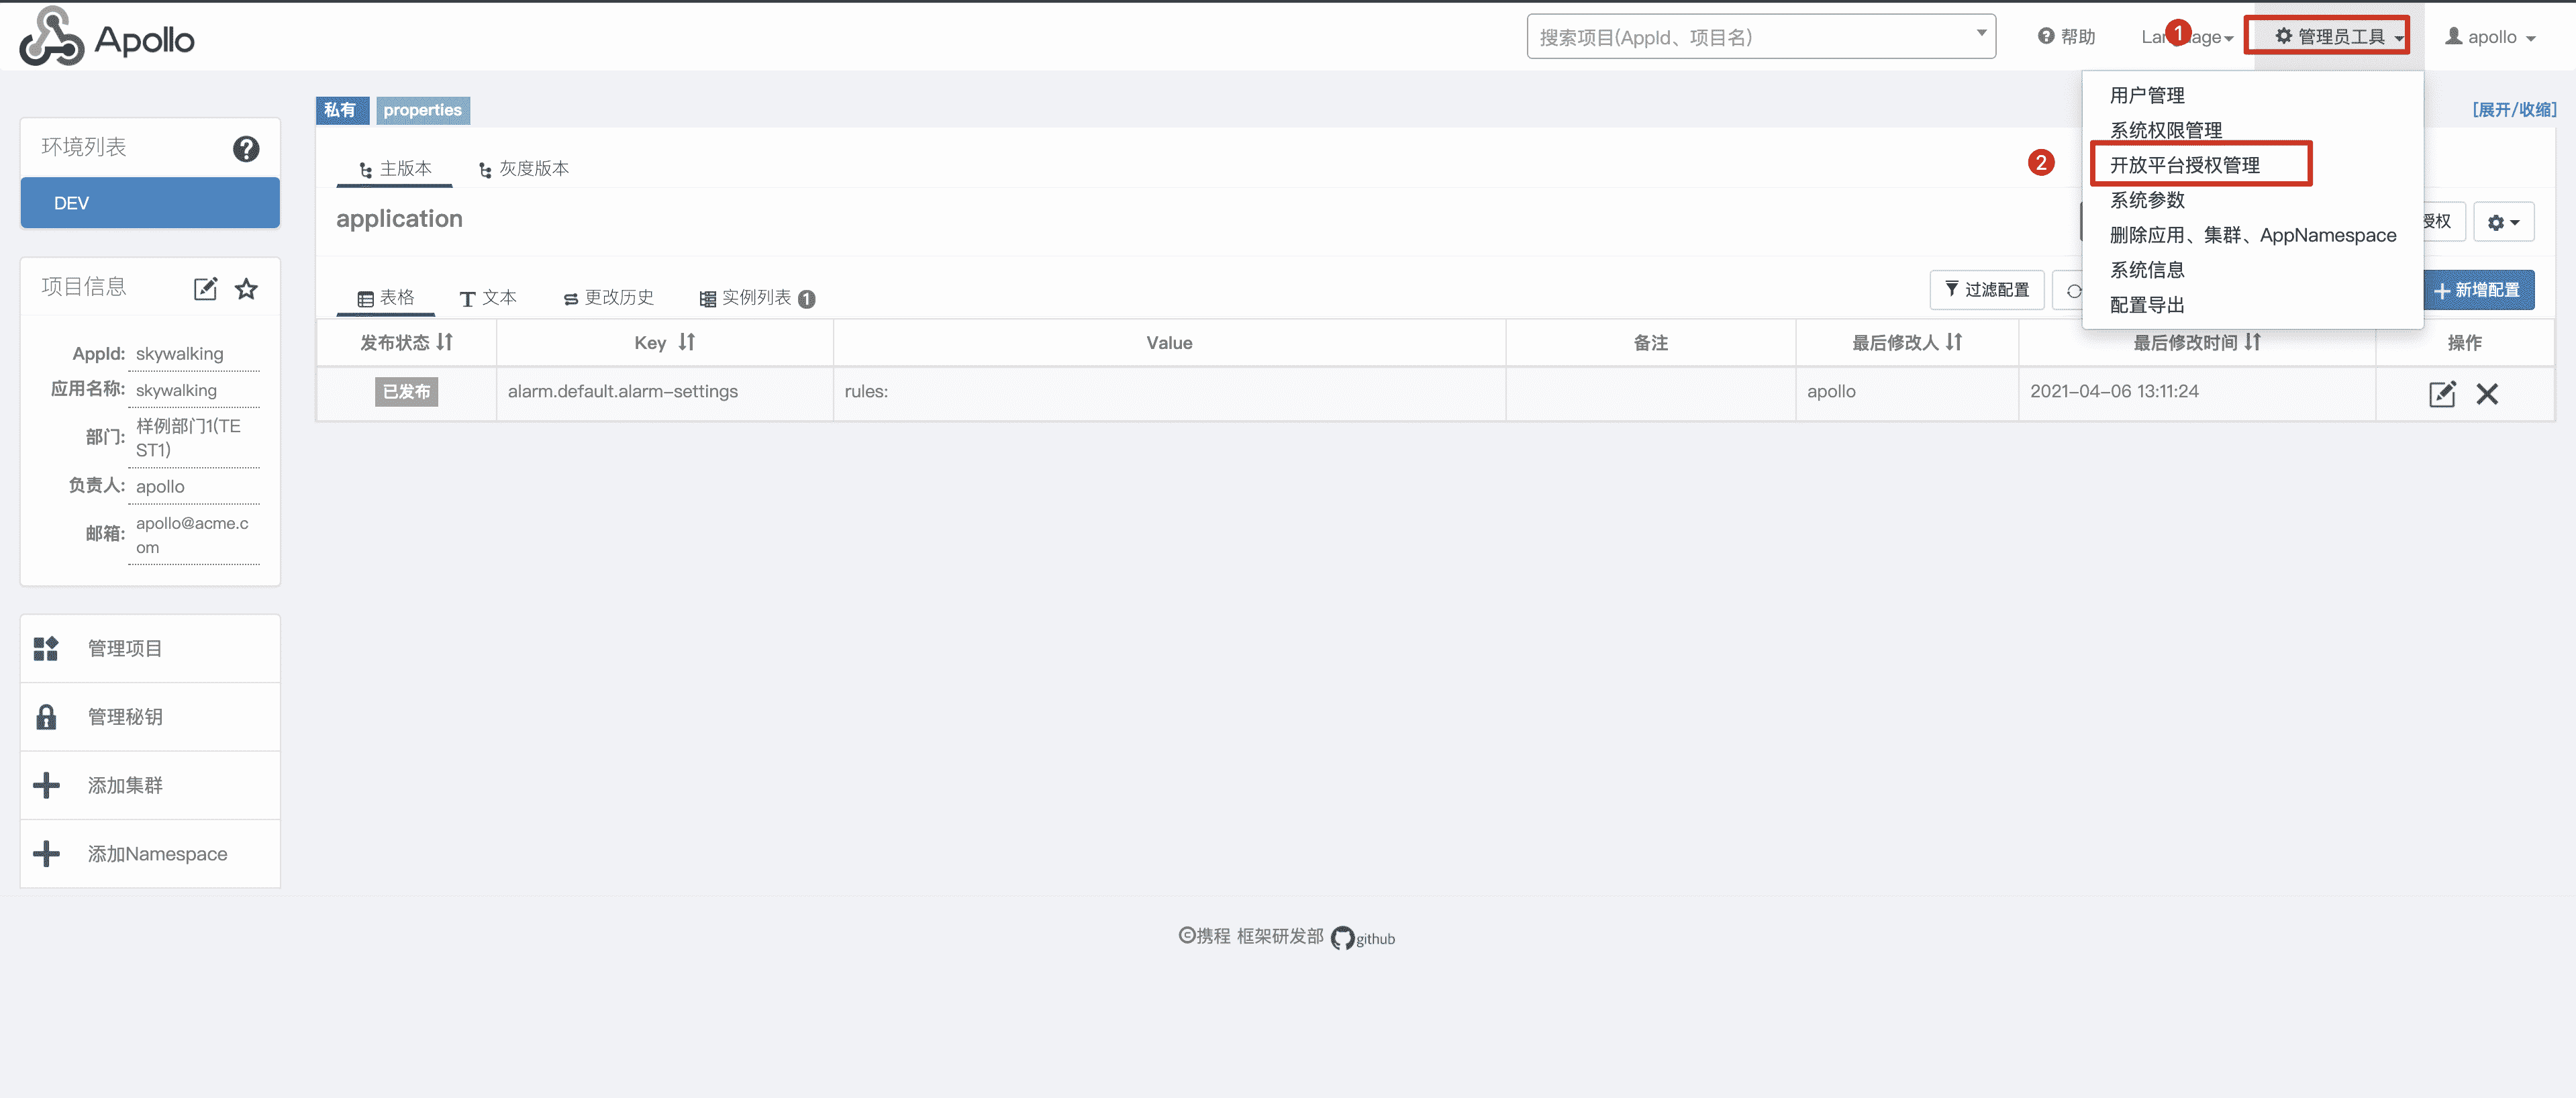 Apollo
搜索项目(AppId、项目名)
帮助
1
管理员工具
apollo
用户管理
系统权限管理
2
开放平台授权管理
系统参数
删除应用、集群、AppNamespace
系统信息
配置导出
私有
properties
[展开/收缩]
环境列表
DEV
主版本
灰度版本
application
授权
项目信息
表格
文本
更改历史
实例列表 1
过滤配置
新增配置
发布状态
Key
Value
备注
最后修改人
最后修改时间
操作
已发布
alarm.default.alarm-settings
rules:
apollo
2021-04-06 13:11:24
AppId: skywalking
应用名称: skywalking
部门: 样例部门1(TE
ST1)
负责人: apollo
邮箱: apollo@acme.c
om
管理项目
管理秘钥
添加集群
添加Namespace
©携程 框架研发部 github